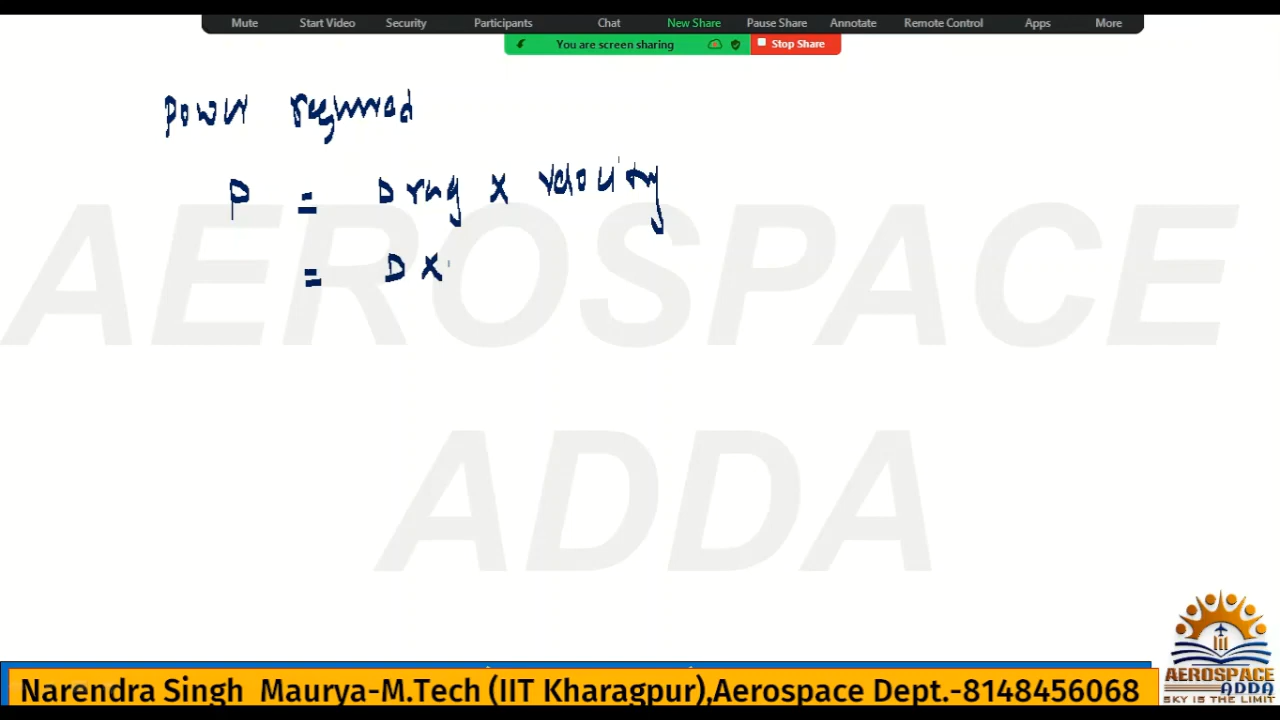 Mute Start Video Security Participants Chat New Share Pause Share Annotate Remote Control Apps More
You are screen sharing Stop Share
Power required
P = Drag X velocity
= D X
AEROSPACE
ADDA
AEROSPACE
ADDA
SKY IS THE LIMIT
Narendra Singh Maurya-M.Tech (IIT Kharagpur),Aerospace Dept.-8148456068